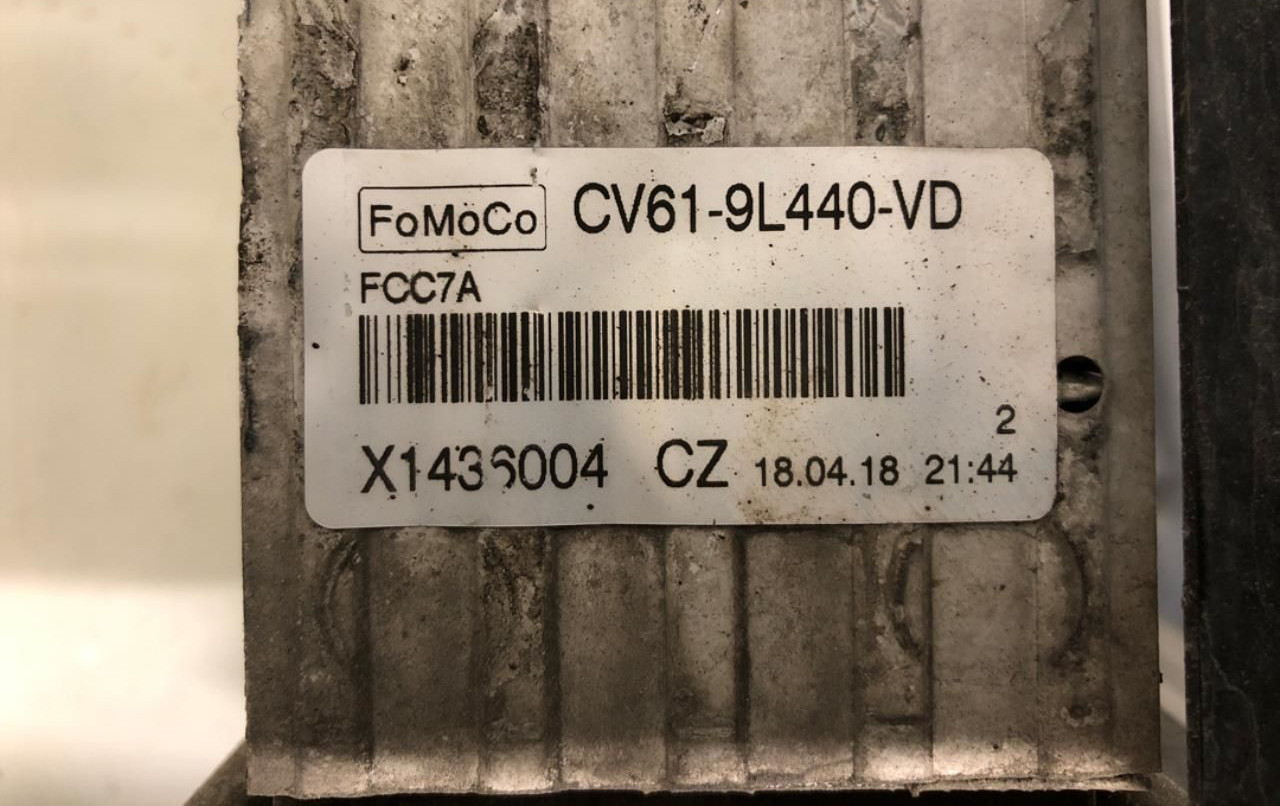 FoMoCo CV61-9L440-VD
FCC7A
2
X1436004 CZ 18.04.18 21:44